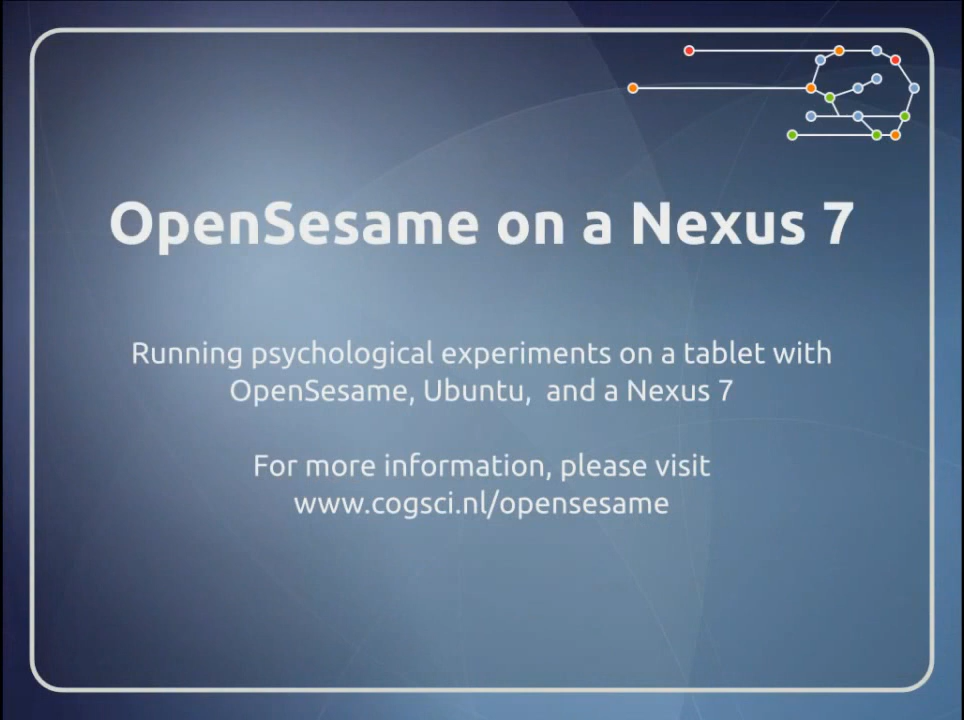 OpenSesame on a Nexus 7
Running psychological experiments on a tablet with
OpenSesame, Ubuntu,  and a Nexus 7
For more information, please visit
www.cogsci.nl/opensesame